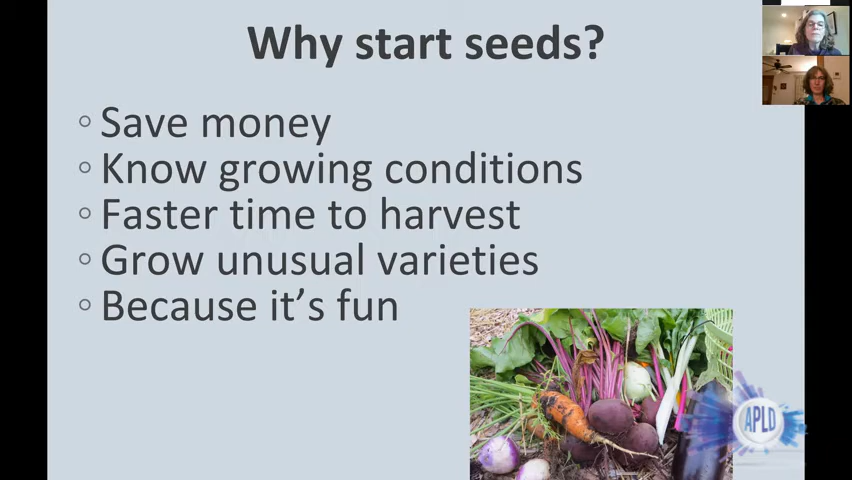 Why start seeds?
◦ Save money
◦ Know growing conditions
◦ Faster time to harvest
◦ Grow unusual varieties
◦ Because it’s fun
APLD